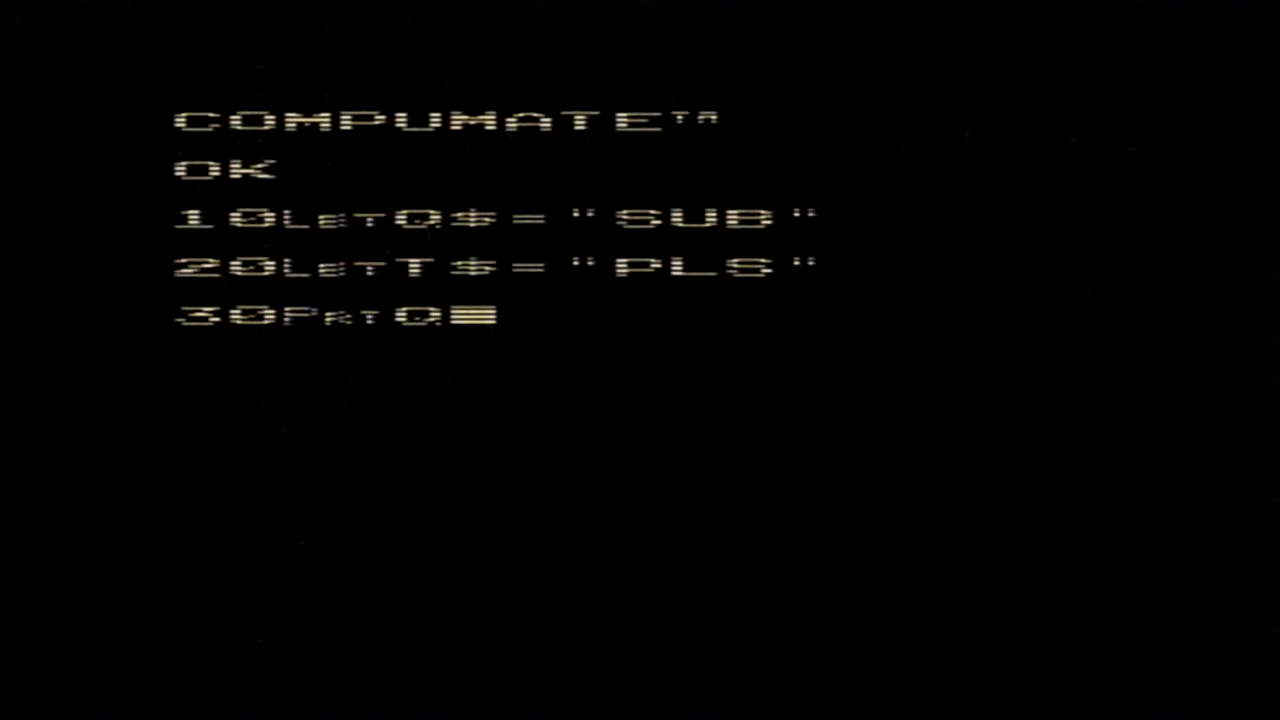 COMPUMATE™
OK
10LETQ$="SUB"
20LETT$="PLS"
30PRTQ